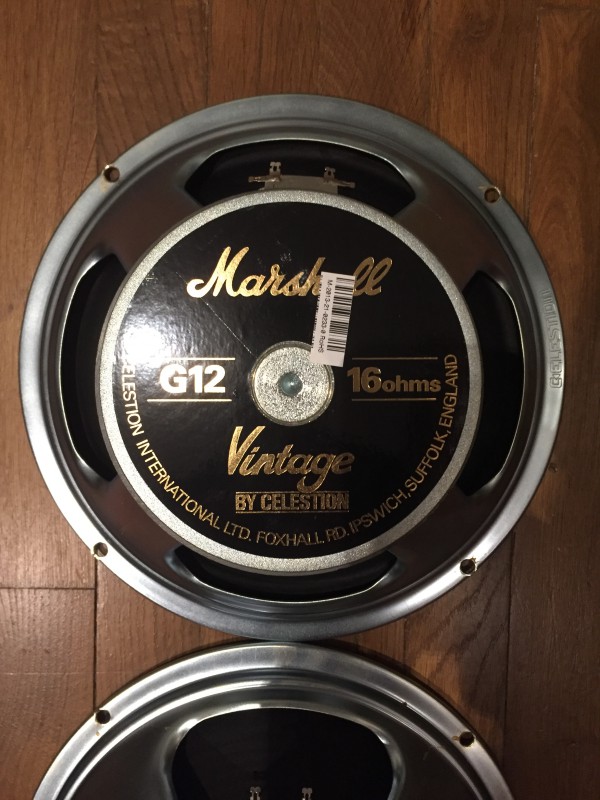 Marshall
G12
16ohms
Vintage
BY CELESTION
CELESTION INTERNATIONAL LTD. FOXHALL RD. IPSWICH, SUFFOLK, ENGLAND